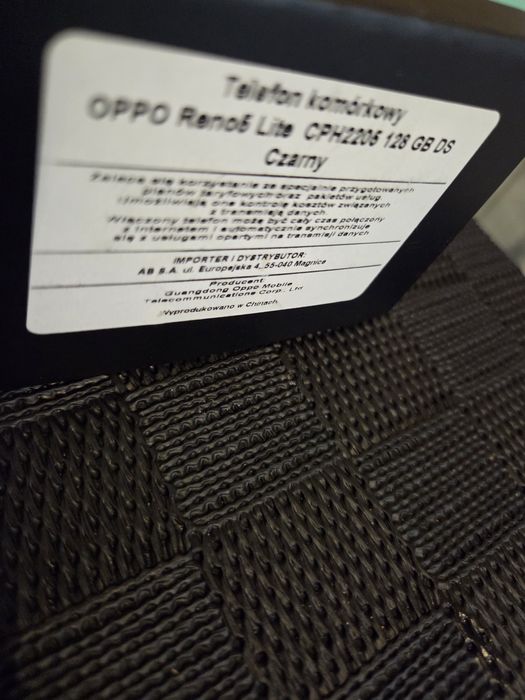 Telefon komórkowy
OPPO Reno5 Lite CPH2205 128 GB DS
Czarny
Zaleca się korzystanie ze specjalnie przygotowanych
planów taryfowych oraz pakietów usług.
Umożliwiają one kontrolę kosztów związanych
z transmisją danych.
Włączony telefon może być cały czas połączony
z internetem i automatycznie synchronizuje
się z usługami opartymi na transmisji danych
IMPORTER / DYSTRYBUTOR:
AB S.A. ul. Europejska 4, 55-040 Magnice
Producent
Guangdong Oppo Mobile
Telecommunications Corp., Ltd
Wyprodukowano w Chinach